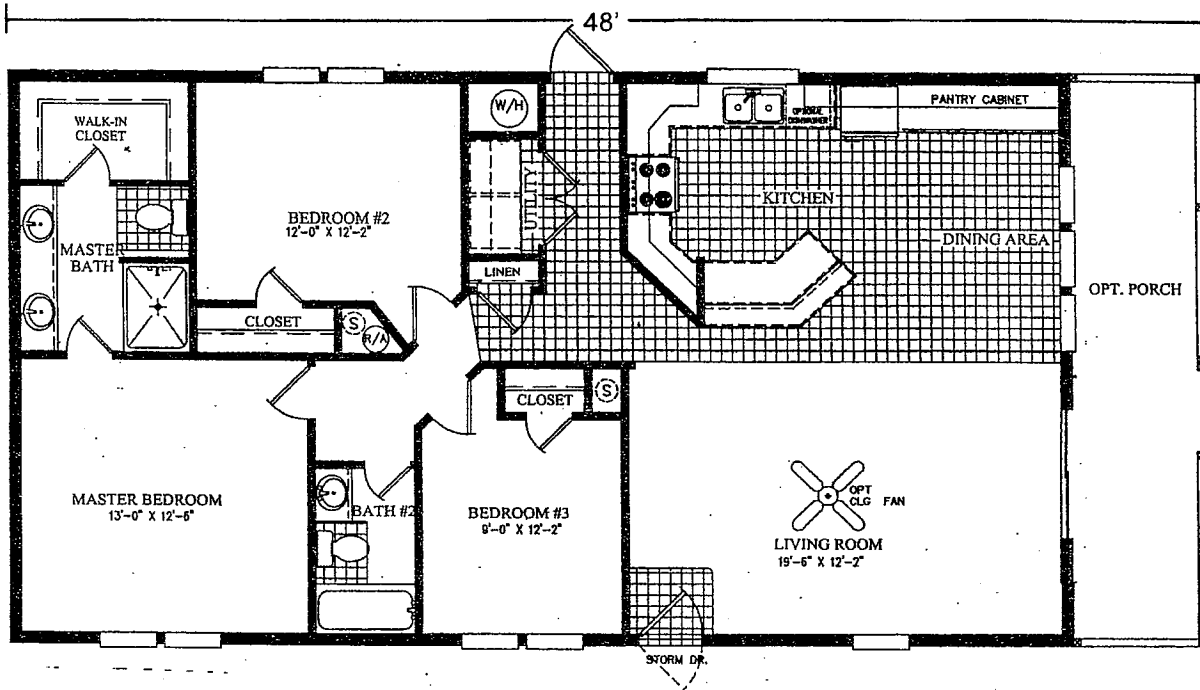 48'
WALK-IN
CLOSET
W/H
OPTIONAL
DISHWASHER
PANTRY CABINET
UTILITY
KITCHEN
BEDROOM #2
12'-0" X 12'-2"
MASTER
BATH
DINING AREA
LINEN
OPT. PORCH
CLOSET
S
R/A
CLOSET
S
MASTER BEDROOM
13'-0" X 12'-6"
BATH #2
BEDROOM #3
9'-0" X 12'-2"
OPT
CLG FAN
LIVING ROOM
19'-6" X 12'-2"
STORM DR.